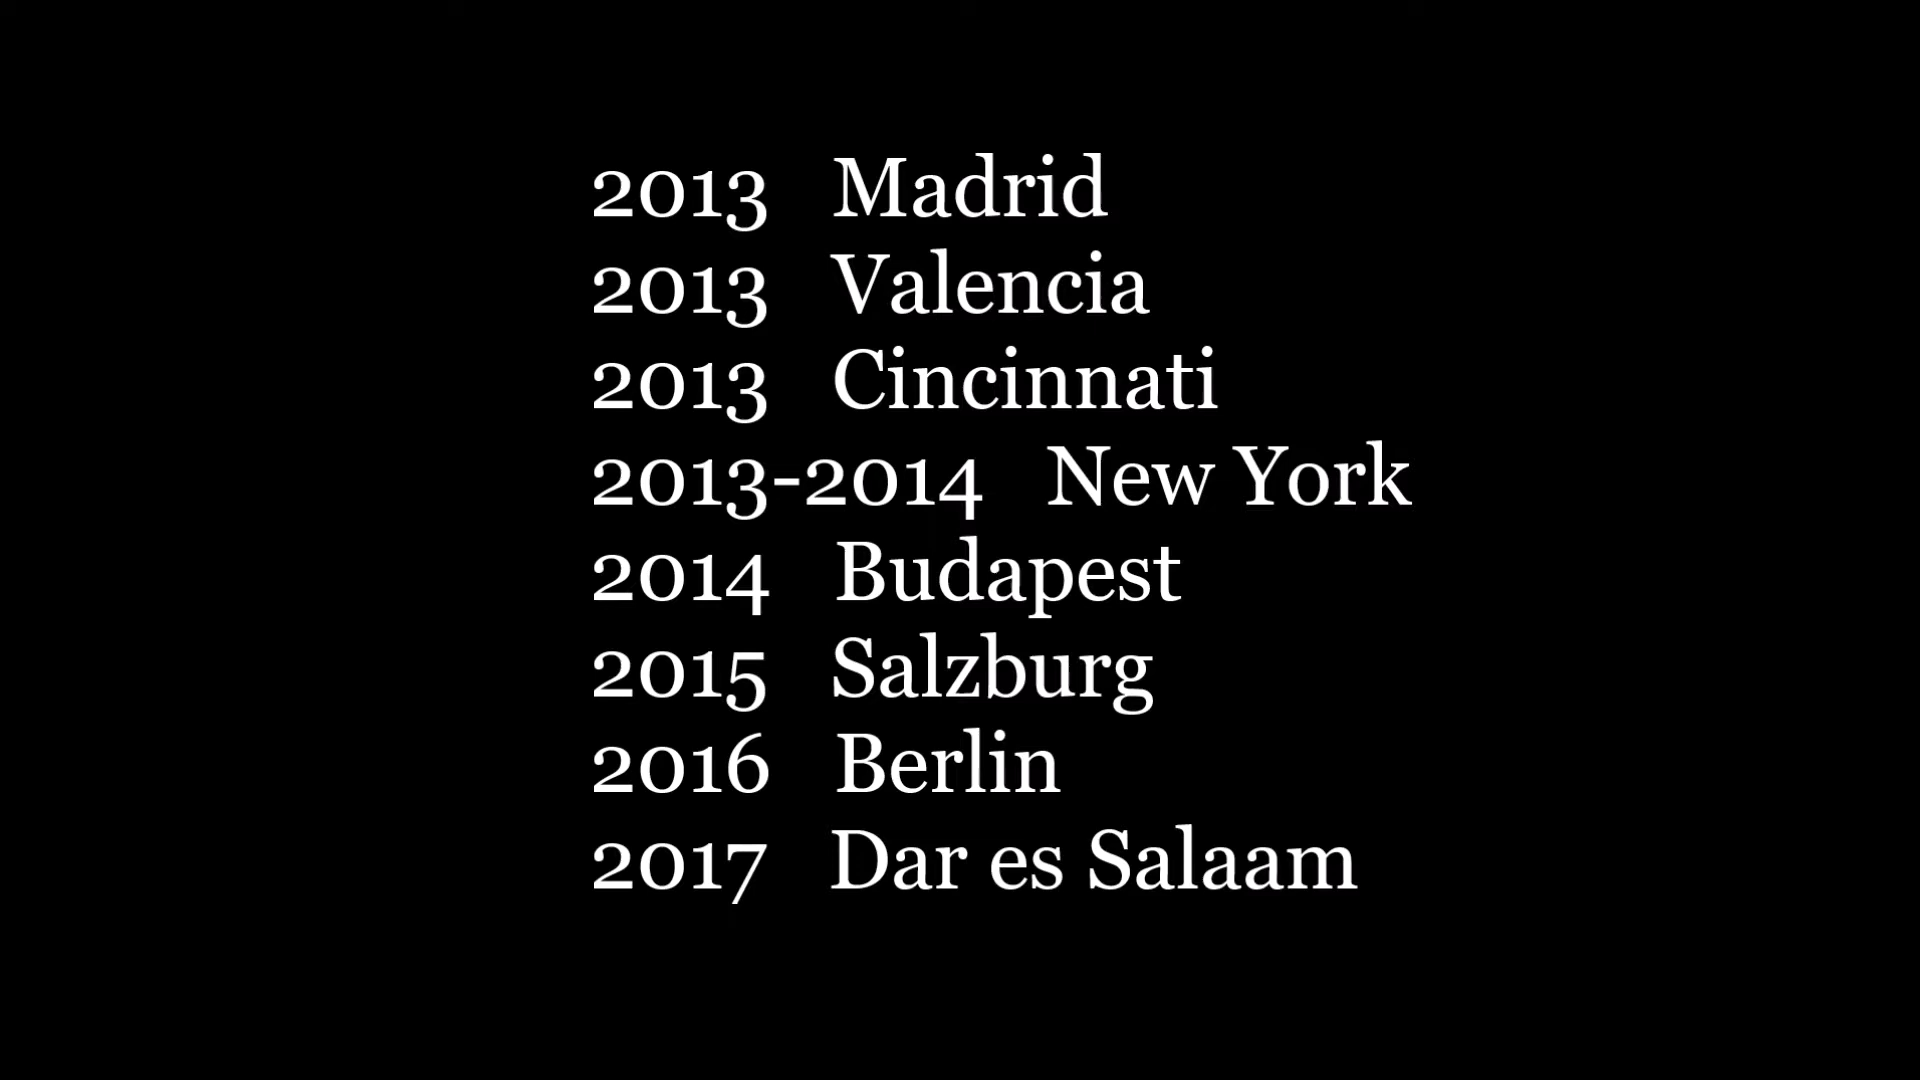 2013 Madrid
2013 Valencia
2013 Cincinnati
2013-2014 New York
2014 Budapest
2015 Salzburg
2016 Berlin
2017 Dar es Salaam